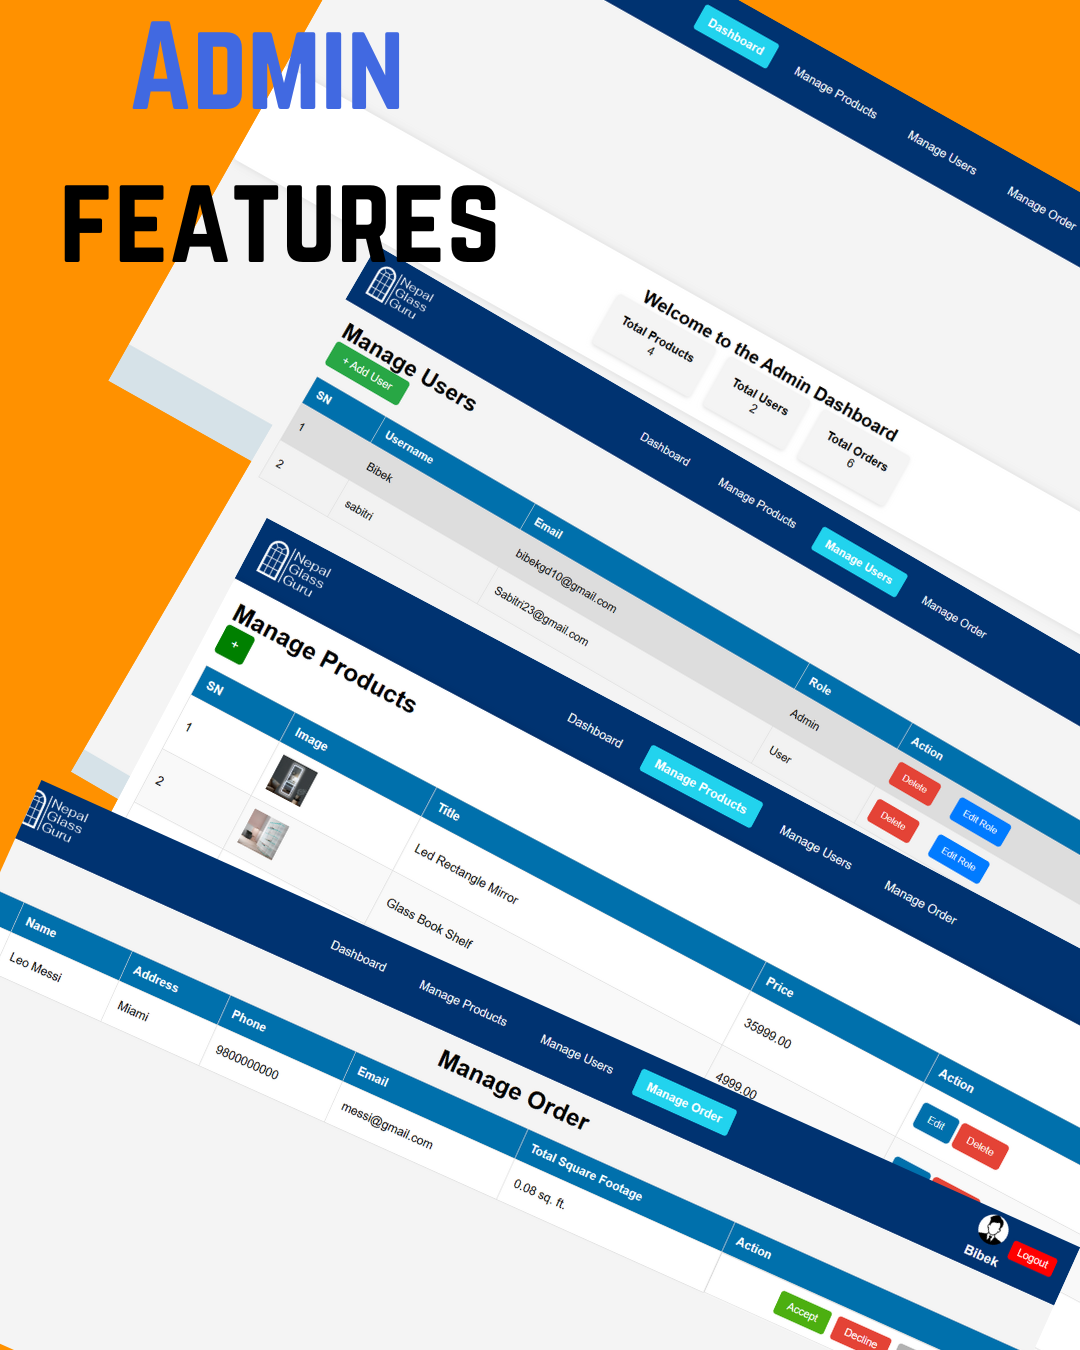 ADMIN
FEATURES
Dashboard
Manage Products
Manage Users
Manage Order
Welcome to the Admin Dashboard
Total Products
4
Total Users
2
Total Orders
6
Nepal
Glass
Guru
Dashboard
Manage Products
Manage Users
Manage Order
Manage Users
+ Add User
SN Username Email Role Action
1 Bibek bibekgd10@gmail.com Admin Delete Edit Role
2 sabitri Sabitri23@gmail.com User Delete Edit Role
Nepal
Glass
Guru
Dashboard
Manage Products
Manage Users
Manage Order
Manage Products
+
SN Image Title Price Action
1 Led Rectangle Mirror 35999.00 Edit Delete
2 Glass Book Shelf 4999.00
Nepal
Glass
Guru
Dashboard
Manage Products
Manage Users
Manage Order
Bibek
Logout
Manage Order
Name Address Phone Email Total Square Footage Action
Leo Messi Miami 9800000000 messi@gmail.com 0.08 sq. ft. Accept Decline